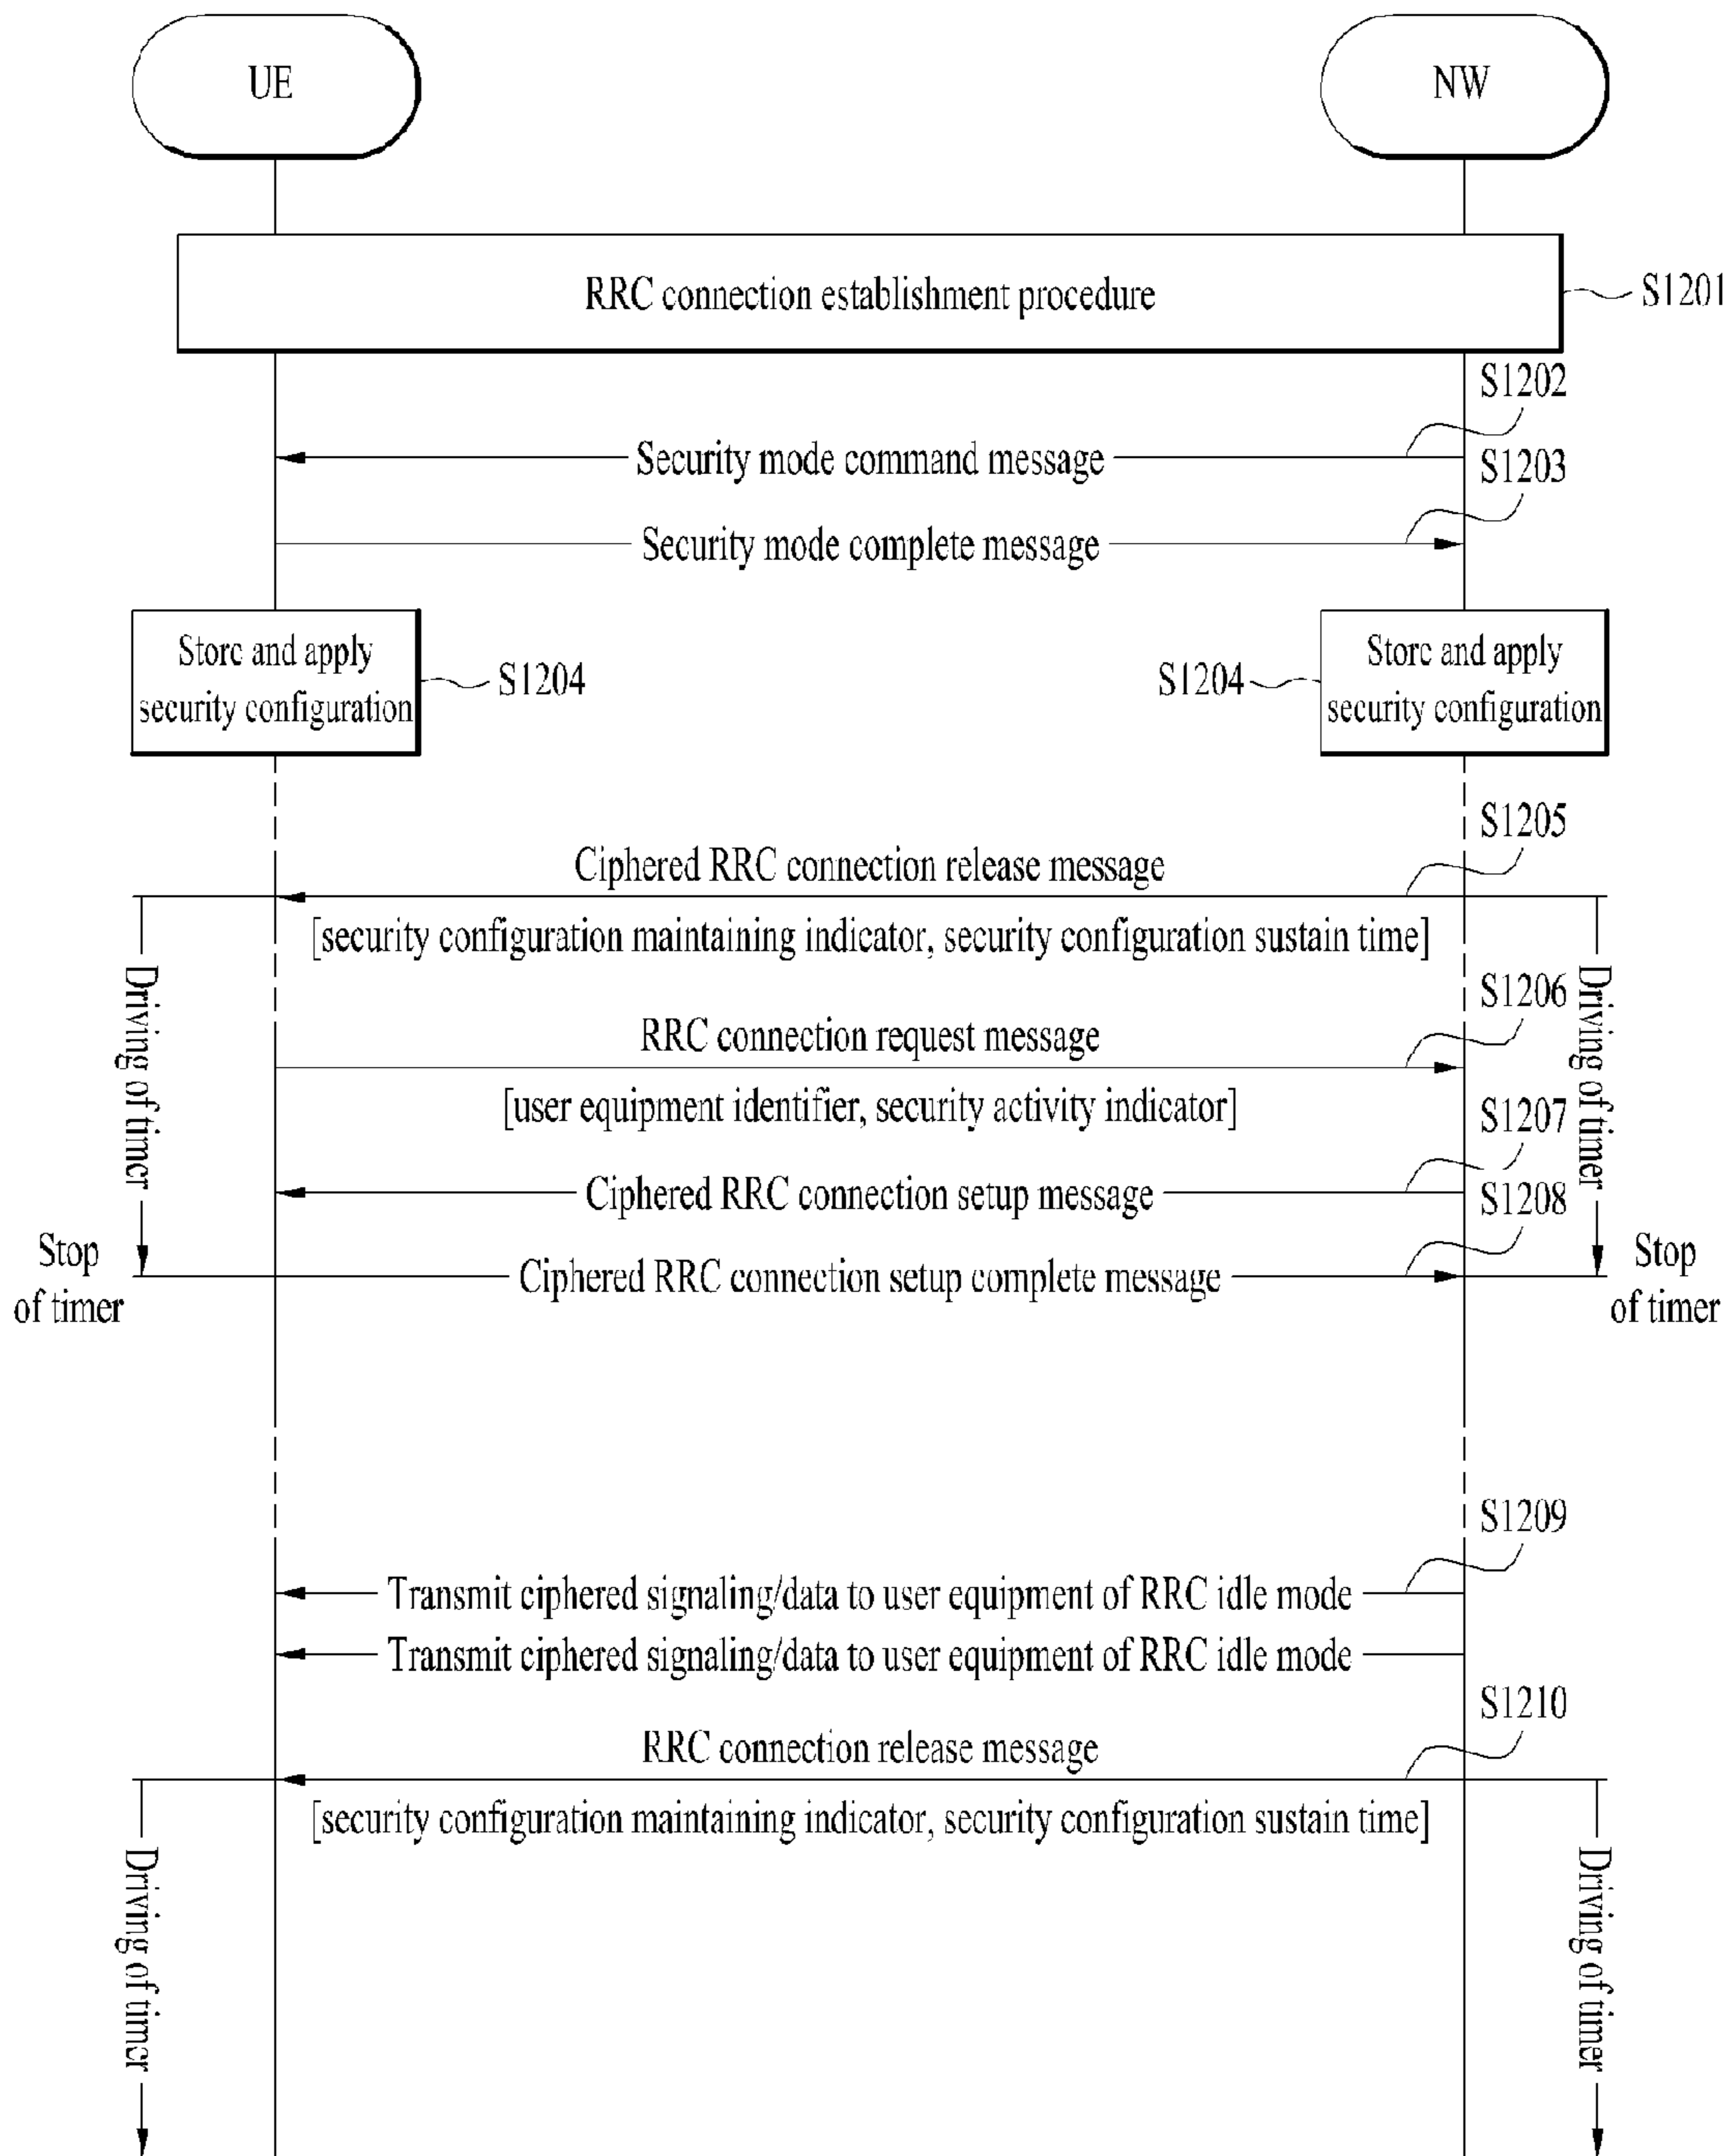 UE
NW
RRC connection establishment procedure
S1201
S1202
Security mode command message
S1203
Security mode complete message
Store and apply
security configuration
S1204
S1204
Store and apply
security configuration
S1205
Ciphered RRC connection release message
[security configuration maintaining indicator, security configuration sustain time]
Driving of timer
Driving of timer
S1206
RRC connection request message
[user equipment identifier, security activity indicator]
S1207
Ciphered RRC connection setup message
S1208
Stop
of timer
Ciphered RRC connection setup complete message
Stop
of timer
S1209
Transmit ciphered signaling/data to user equipment of RRC idle mode
Transmit ciphered signaling/data to user equipment of RRC idle mode
S1210
RRC connection release message
[security configuration maintaining indicator, security configuration sustain time]
Driving of timer
Driving of timer